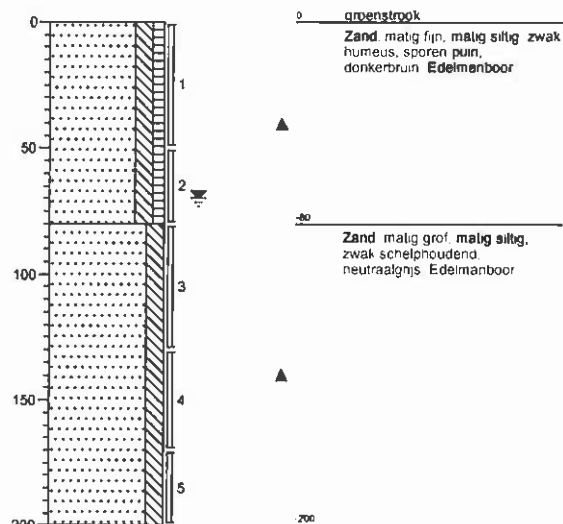 0
groenstrook
0
Zand, matig fijn, matig siltig, zwak
humeus, sporen puin,
donkerbruin, Edelmanboor
1
50
2
-80
Zand, matig grof, matig siltig,
zwak schelphoudend,
neutraalgrijs, Edelmanboor
100
3
150
4
5
200
-200